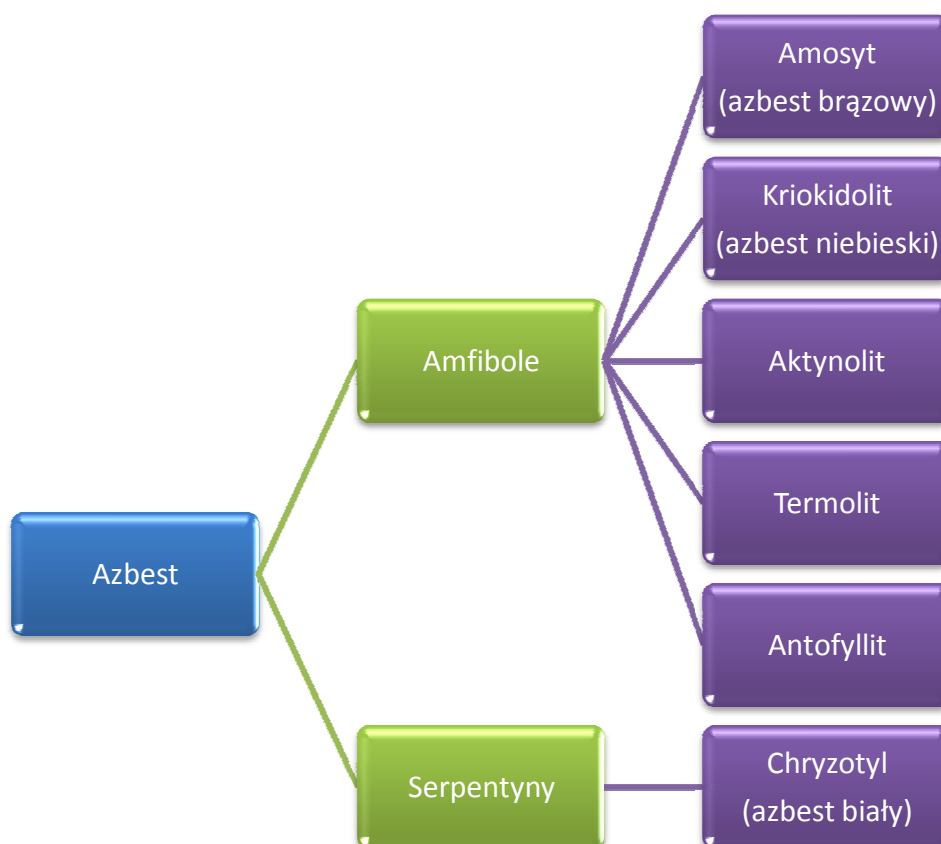 Amosyt
(azbest brązowy)
Kriokidolit
(azbest niebieski)
Amfibole
Aktynolit
Termolit
Azbest
Antofyllit
Serpentyny
Chryzotyl
(azbest biały)